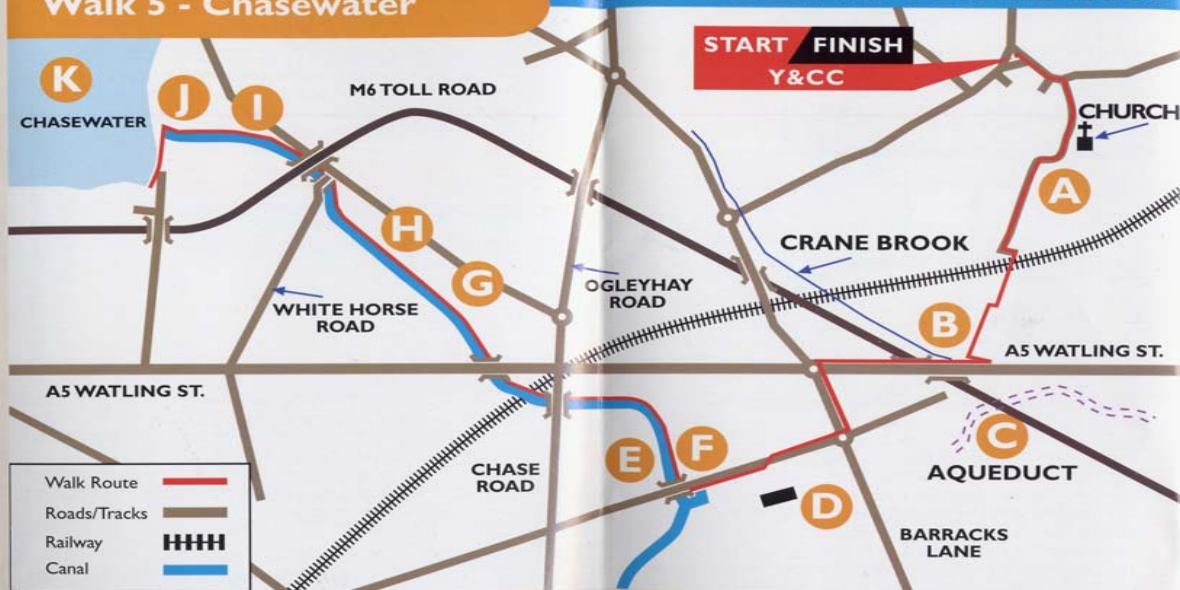 Walk 5 - Chasewater
START FINISH
Y&CC
K
J
I
M6 TOLL ROAD
CHASEWATER
CHURCH
A
H
CRANE BROOK
G
OGLEYHAY
ROAD
WHITE HORSE
ROAD
B
A5 WATLING ST.
A5 WATLING ST.
C
AQUEDUCT
E
F
CHASE
ROAD
D
BARRACKS
LANE
Walk Route
Roads/Tracks
Railway
Canal